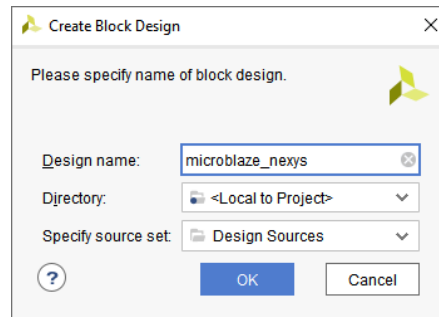 Create Block Design
Please specify name of block design.
Design name: microblaze_nexys
Directory: <Local to Project>
Specify source set: Design Sources
? OK Cancel